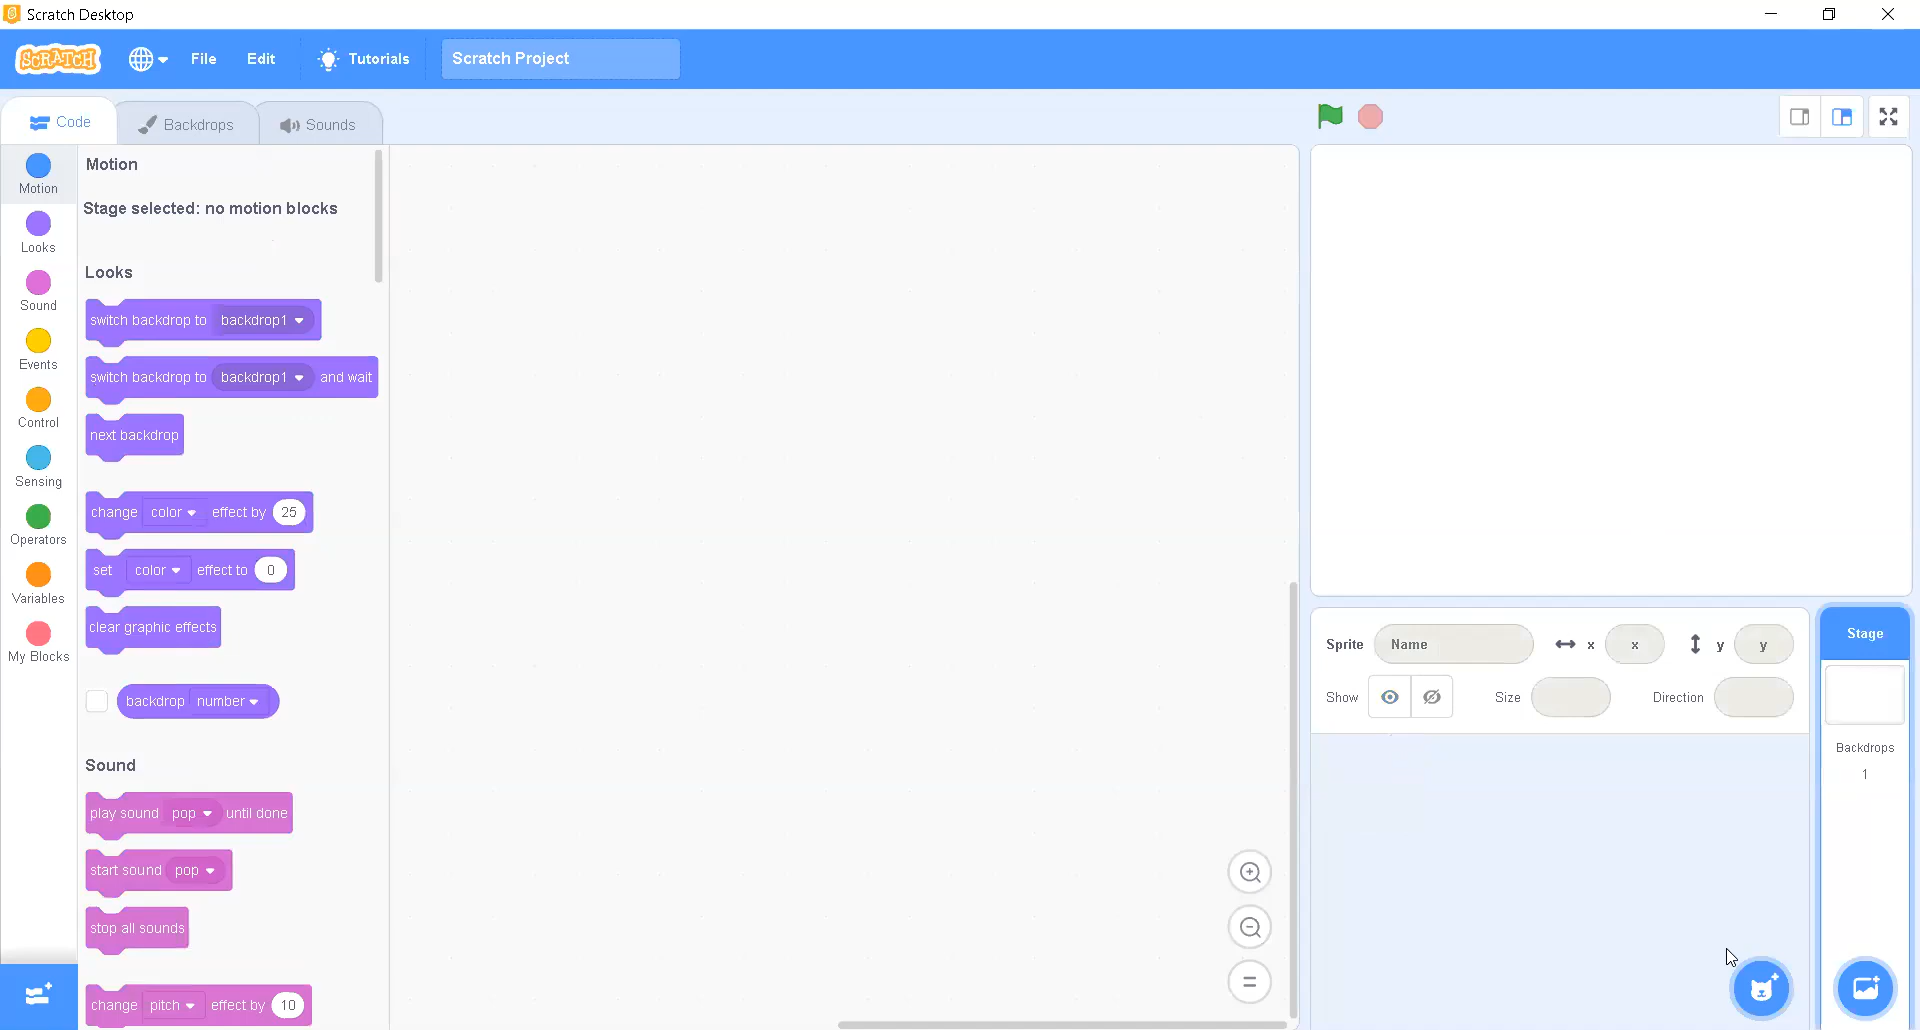 Scratch Desktop
SCRATCH
File
Edit
Tutorials
Scratch Project
Code
Backdrops
Sounds
Motion
Looks
Sound
Events
Control
Sensing
Operators
Variables
My Blocks
Motion
Stage selected: no motion blocks
Looks
switch backdrop to backdrop1
switch backdrop to backdrop1 and wait
next backdrop
change color effect by 25
set color effect to 0
clear graphic effects
backdrop number
Sound
play sound pop until done
start sound pop
stop all sounds
change pitch effect by 10
Sprite Name x x y y
Show Size Direction
Stage
Backdrops
1